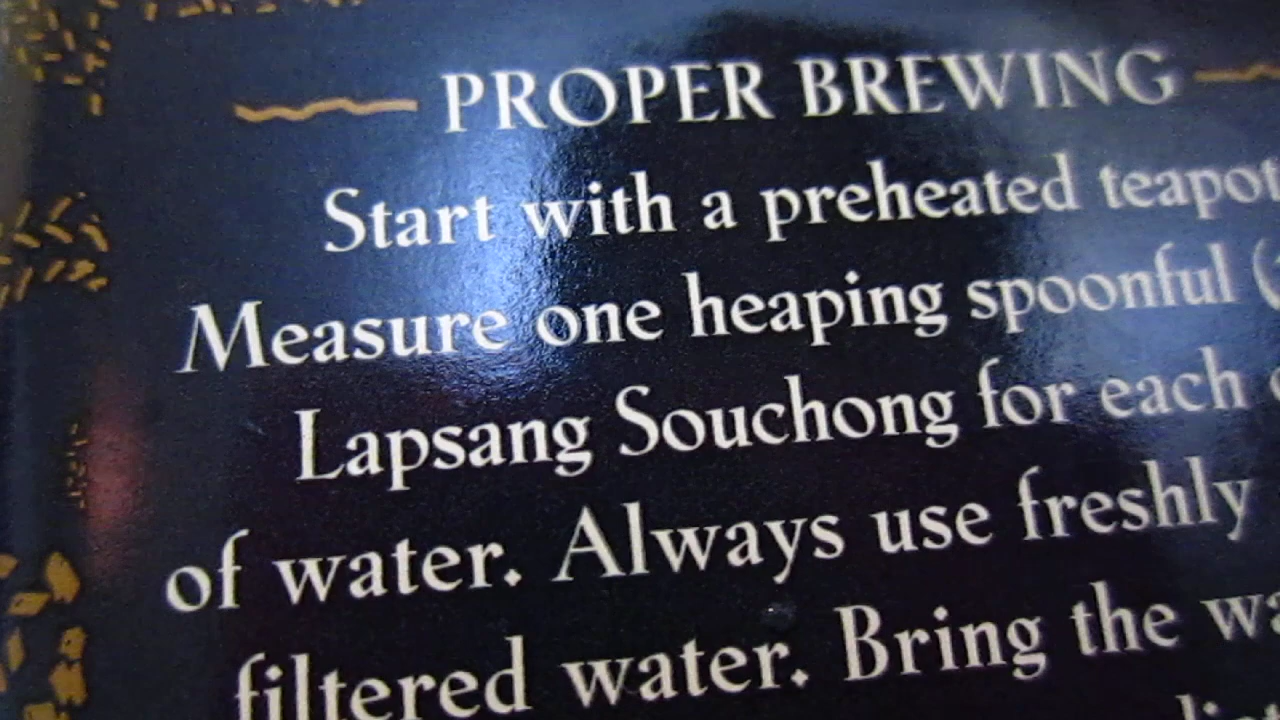 PROPER BREWING
Start with a preheated teapot
Measure one heaping spoonful (
Lapsang Souchong for each
of water. Always use freshly
filtered water. Bring the